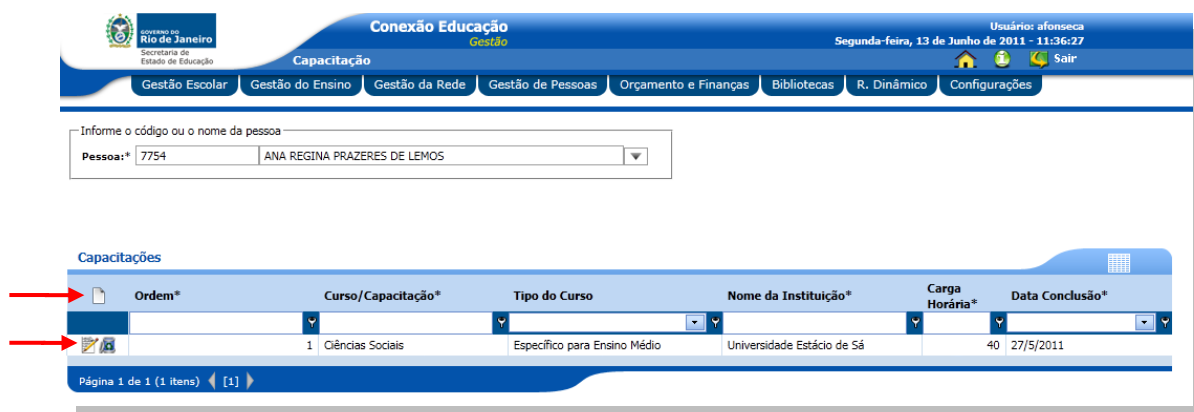 GOVERNO DO
Rio de Janeiro
Secretaria de
Estado de Educação
Conexão Educação
Gestão
Usuário: afonseca
Segunda-feira, 13 de Junho de 2011 - 11:36:27
Capacitação
Sair
Gestão Escolar Gestão do Ensino Gestão da Rede Gestão de Pessoas Orçamento e Finanças Bibliotecas R. Dinâmico Configurações
Informe o código ou o nome da pessoa
Pessoa:* 7754 ANA REGINA PRAZERES DE LEMOS
Capacitações
Ordem* Curso/Capacitação* Tipo do Curso Nome da Instituição* Carga Horária* Data Conclusão*
1 Ciências Sociais Específico para Ensino Médio Universidade Estácio de Sá 40 27/5/2011
Página 1 de 1 (1 itens) [1]